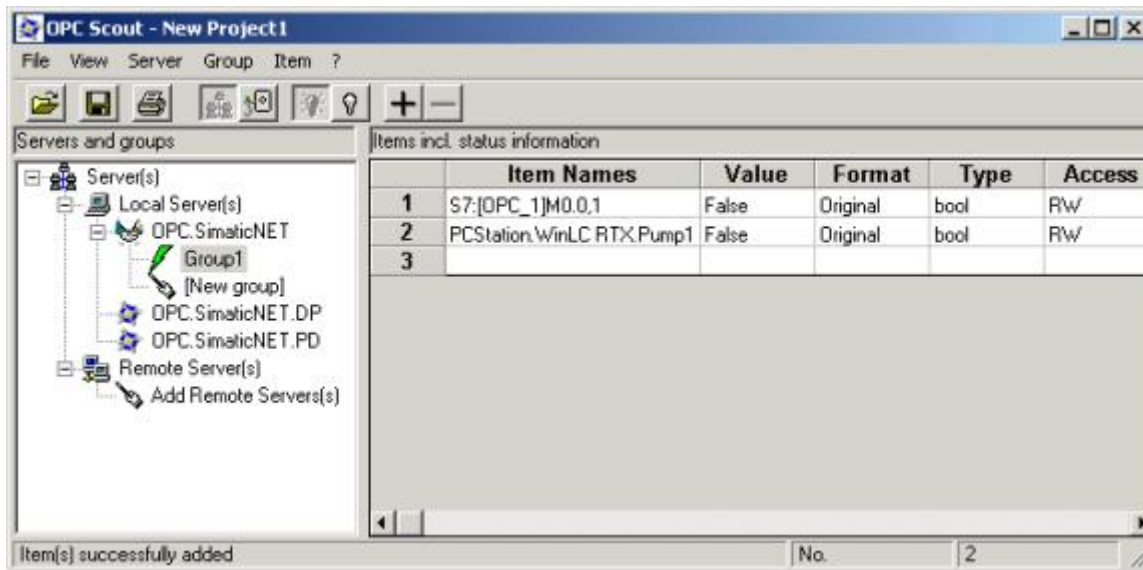 OPC Scout - New Project1
File View Server Group Item ?
Servers and groups
Items incl. status information
Server(s)
Local Server(s)
OPC.SimaticNET
Group1
[New group]
OPC.SimaticNET.DP
OPC.SimaticNET.PD
Remote Server(s)
Add Remote Servers(s)
Item Names Value Format Type Access
1 S7:[OPC_1]M0.0,1 False Original bool RW
2 PCStation.WinLC RTX.Pump1 False Original bool RW
3
Item(s) successfully added No. 2